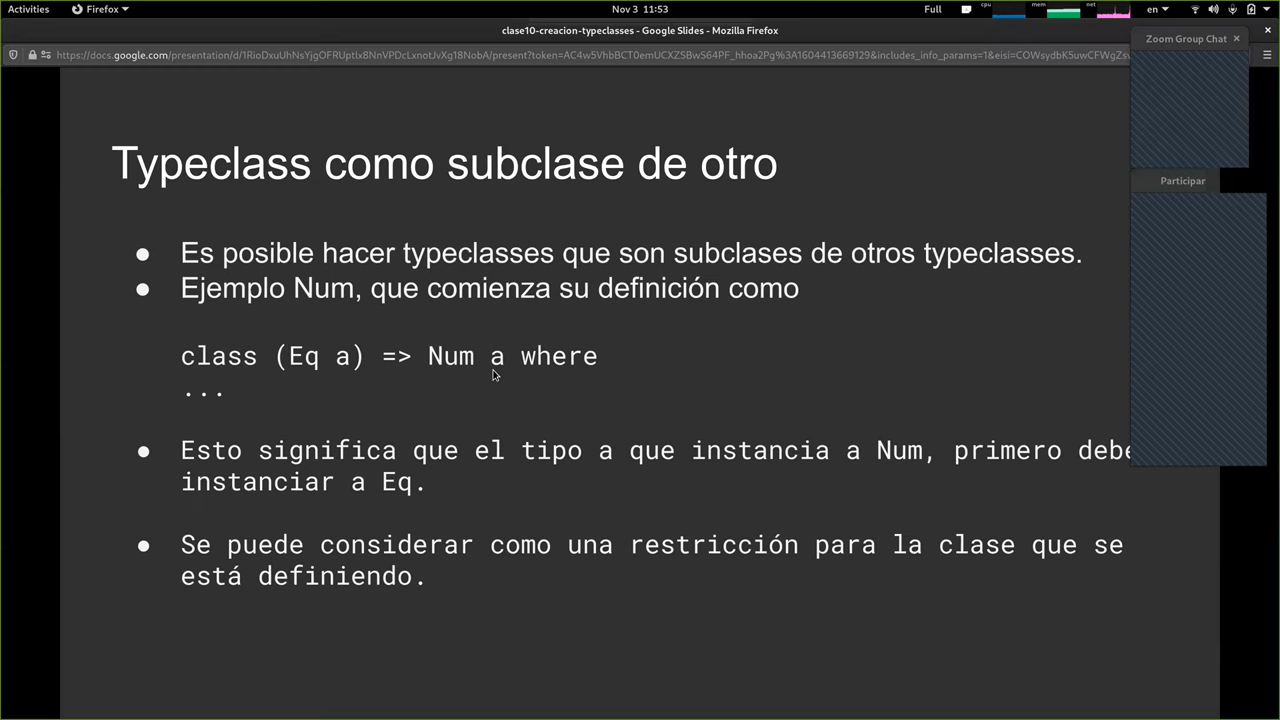 Activities
Firefox
Nov 3 11:53
Full
cpu
mem
net
en
clase10-creacion-typeclasses - Google Slides - Mozilla Firefox
Zoom Group Chat
Typeclass como subclase de otro
Participar
● Es posible hacer typeclasses que son subclases de otros typeclasses.
● Ejemplo Num, que comienza su definición como
class (Eq a) => Num a where
...
● Esto significa que el tipo a que instancia a Num, primero debe
instanciar a Eq.
● Se puede considerar como una restricción para la clase que se
está definiendo.